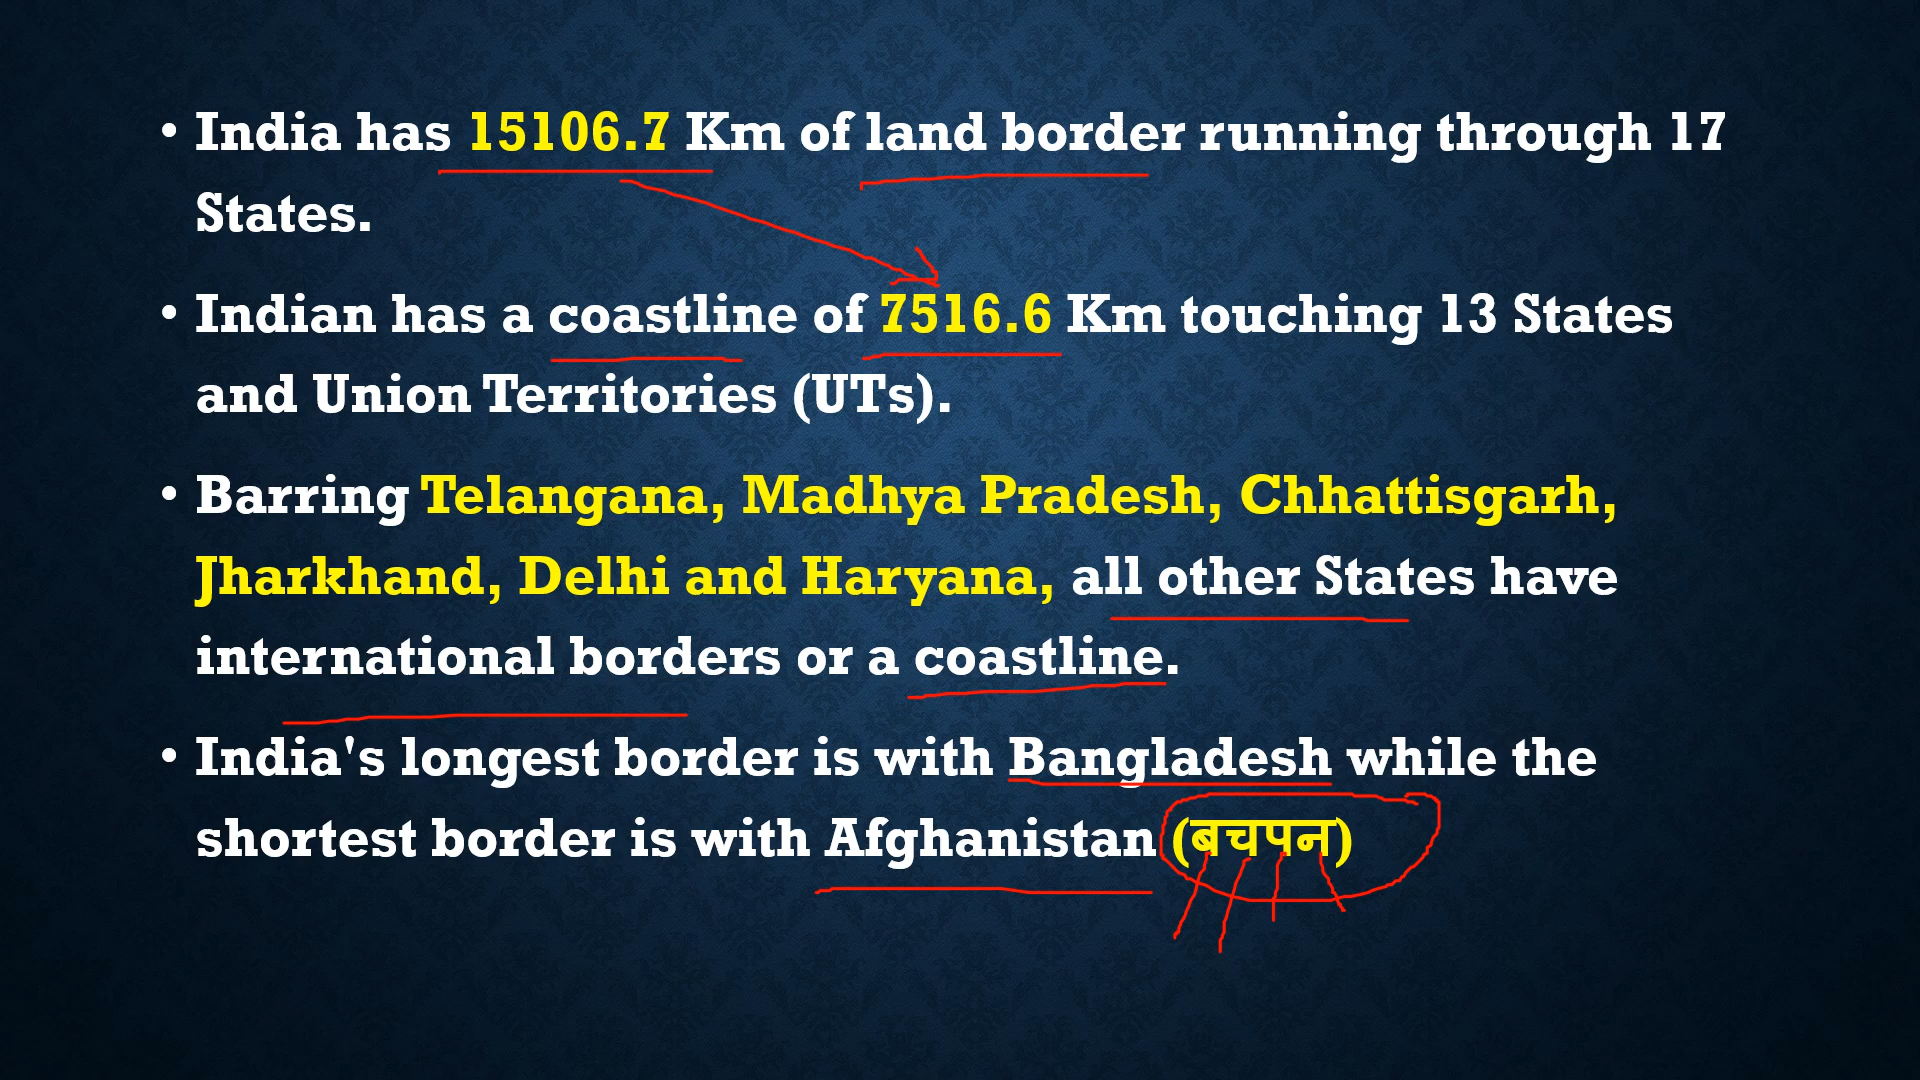 • India has 15106.7 Km of land border running through 17
States.
• Indian has a coastline of 7516.6 Km touching 13 States
and Union Territories (UTs).
• Barring Telangana, Madhya Pradesh, Chhattisgarh,
Jharkhand, Delhi and Haryana, all other States have
international borders or a coastline.
• India's longest border is with Bangladesh while the
shortest border is with Afghanistan (बचपन)